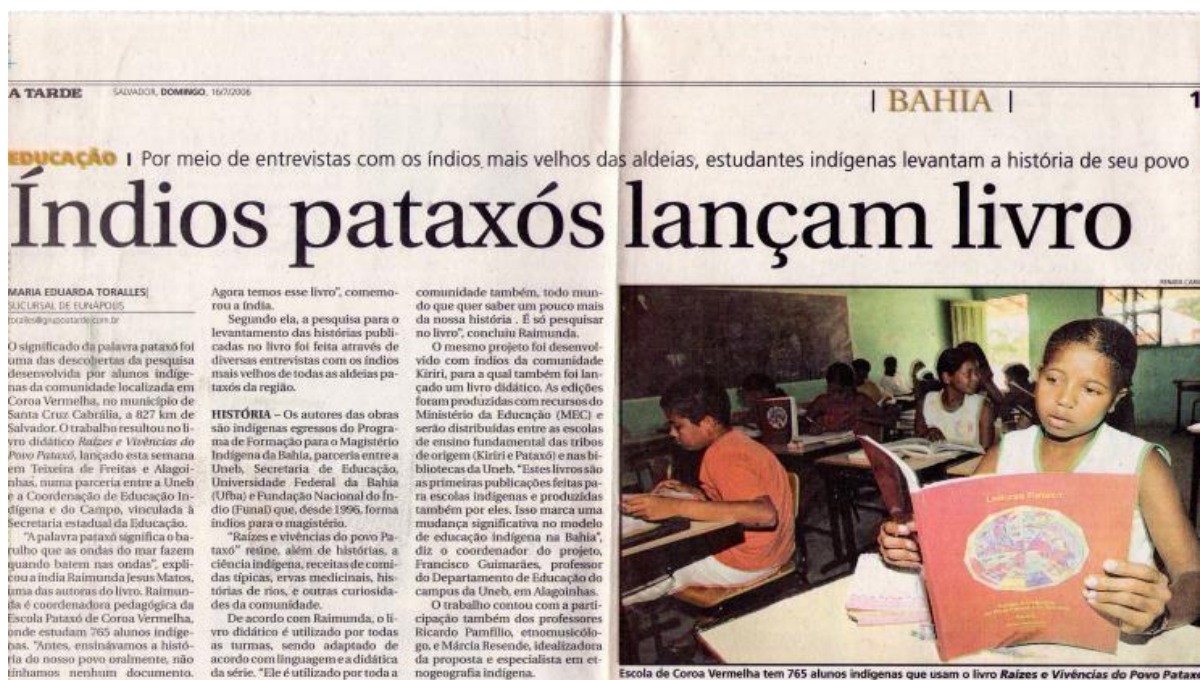 A TARDE
SALVADOR, DOMINGO, 16/7/2006
| BAHIA |
1
EDUCAÇÃO | Por meio de entrevistas com os índios mais velhos das aldeias, estudantes indígenas levantam a história de seu povo
Índios pataxós lançam livro
MARIA EDUARDA TORALLES|
SUCURSAL DE EUNÁPOLIS
O significado da palavra pataxó foi
uma das descobertas da pesquisa
desenvolvida por alunos indíge-
nas da comunidade localizada em
Coroa Vermelha, no município de
Santa Cruz Cabrália, a 827 km de
Salvador. O trabalho resultou no li-
vro didático Raízes e Vivências do
Povo Pataxó, lançado esta semana
em Teixeira de Freitas e Alagoi-
nhas, numa parceria entre a Uneb
e a Coordenação de Educação In-
dígena e do Campo, vinculada à
Secretaria estadual da Educação.
"A palavra pataxó significa o ba-
rulho que as ondas do mar fazem
quando batem nas ondas", expli-
cou a índia Raimunda Jesus Matos,
uma das autoras do livro. Raimun-
da é coordenadora pedagógica da
Escola Pataxó de Coroa Vermelha,
onde estudam 765 alunos indíge-
nas. "Antes, ensinávamos a histó-
ria do nosso povo oralmente, não
tínhamos nenhum documento.
Agora temos esse livro", comemo-
rou a índia.
Segundo ela, a pesquisa para o
levantamento das histórias publi-
cadas no livro foi feita através de
diversas entrevistas com os índios
mais velhos de todas as aldeias pa-
taxós da região.
HISTÓRIA – Os autores das obras
são indígenas egressos do Progra-
ma de Formação para o Magistério
Indígena da Bahia, parceria entre a
Uneb, Secretaria de Educação,
Universidade Federal da Bahia
(Ufba) e Fundação Nacional do Ín-
dio (Funai) que, desde 1996, forma
índios para o magistério.
"Raízes e vivências do povo Pa-
taxó" reúne, além de histórias, a
ciência indígena, receitas de comi-
das típicas, ervas medicinais, his-
tórias de rios, e outras curiosida-
des da comunidade.
De acordo com Raimunda, o li-
vro didático é utilizado por todas
as turmas, sendo adaptado de
acordo com linguagem e a didática
da série. "Ele é utilizado por toda a
comunidade também, todo mun-
do que quer saber um pouco mais
da nossa história . É só pesquisar
no livro", concluiu Raimunda.
O mesmo projeto foi desenvol-
vido com índios da comunidade
Kiriri, para a qual também foi lan-
çado um livro didático. As edições
foram produzidas com recursos do
Ministério da Educação (MEC) e
serão distribuídas entre as escolas
de ensino fundamental das tribos
de origem (Kiriri e Pataxó) e nas bi-
bliotecas da Uneb. "Estes livros são
as primeiras publicações feitas pa-
ra escolas indígenas e produzidas
também por eles. Isso marca uma
mudança significativa no modelo
de educação indígena na Bahia",
diz o coordenador do projeto,
Francisco Guimarães, professor
do Departamento de Educação do
campus da Uneb, em Alagoinhas.
O trabalho contou com a parti-
cipação também dos professores
Ricardo Pamfílio, etnomusicólo-
go, e Márcia Resende, idealizadora
da proposta e especialista em et-
nogeografia indígena.
Leituras Pataxó
Escola de Coroa Vermelha tem 765 alunos indígenas que usam o livro Raízes e Vivências do Povo Pataxó